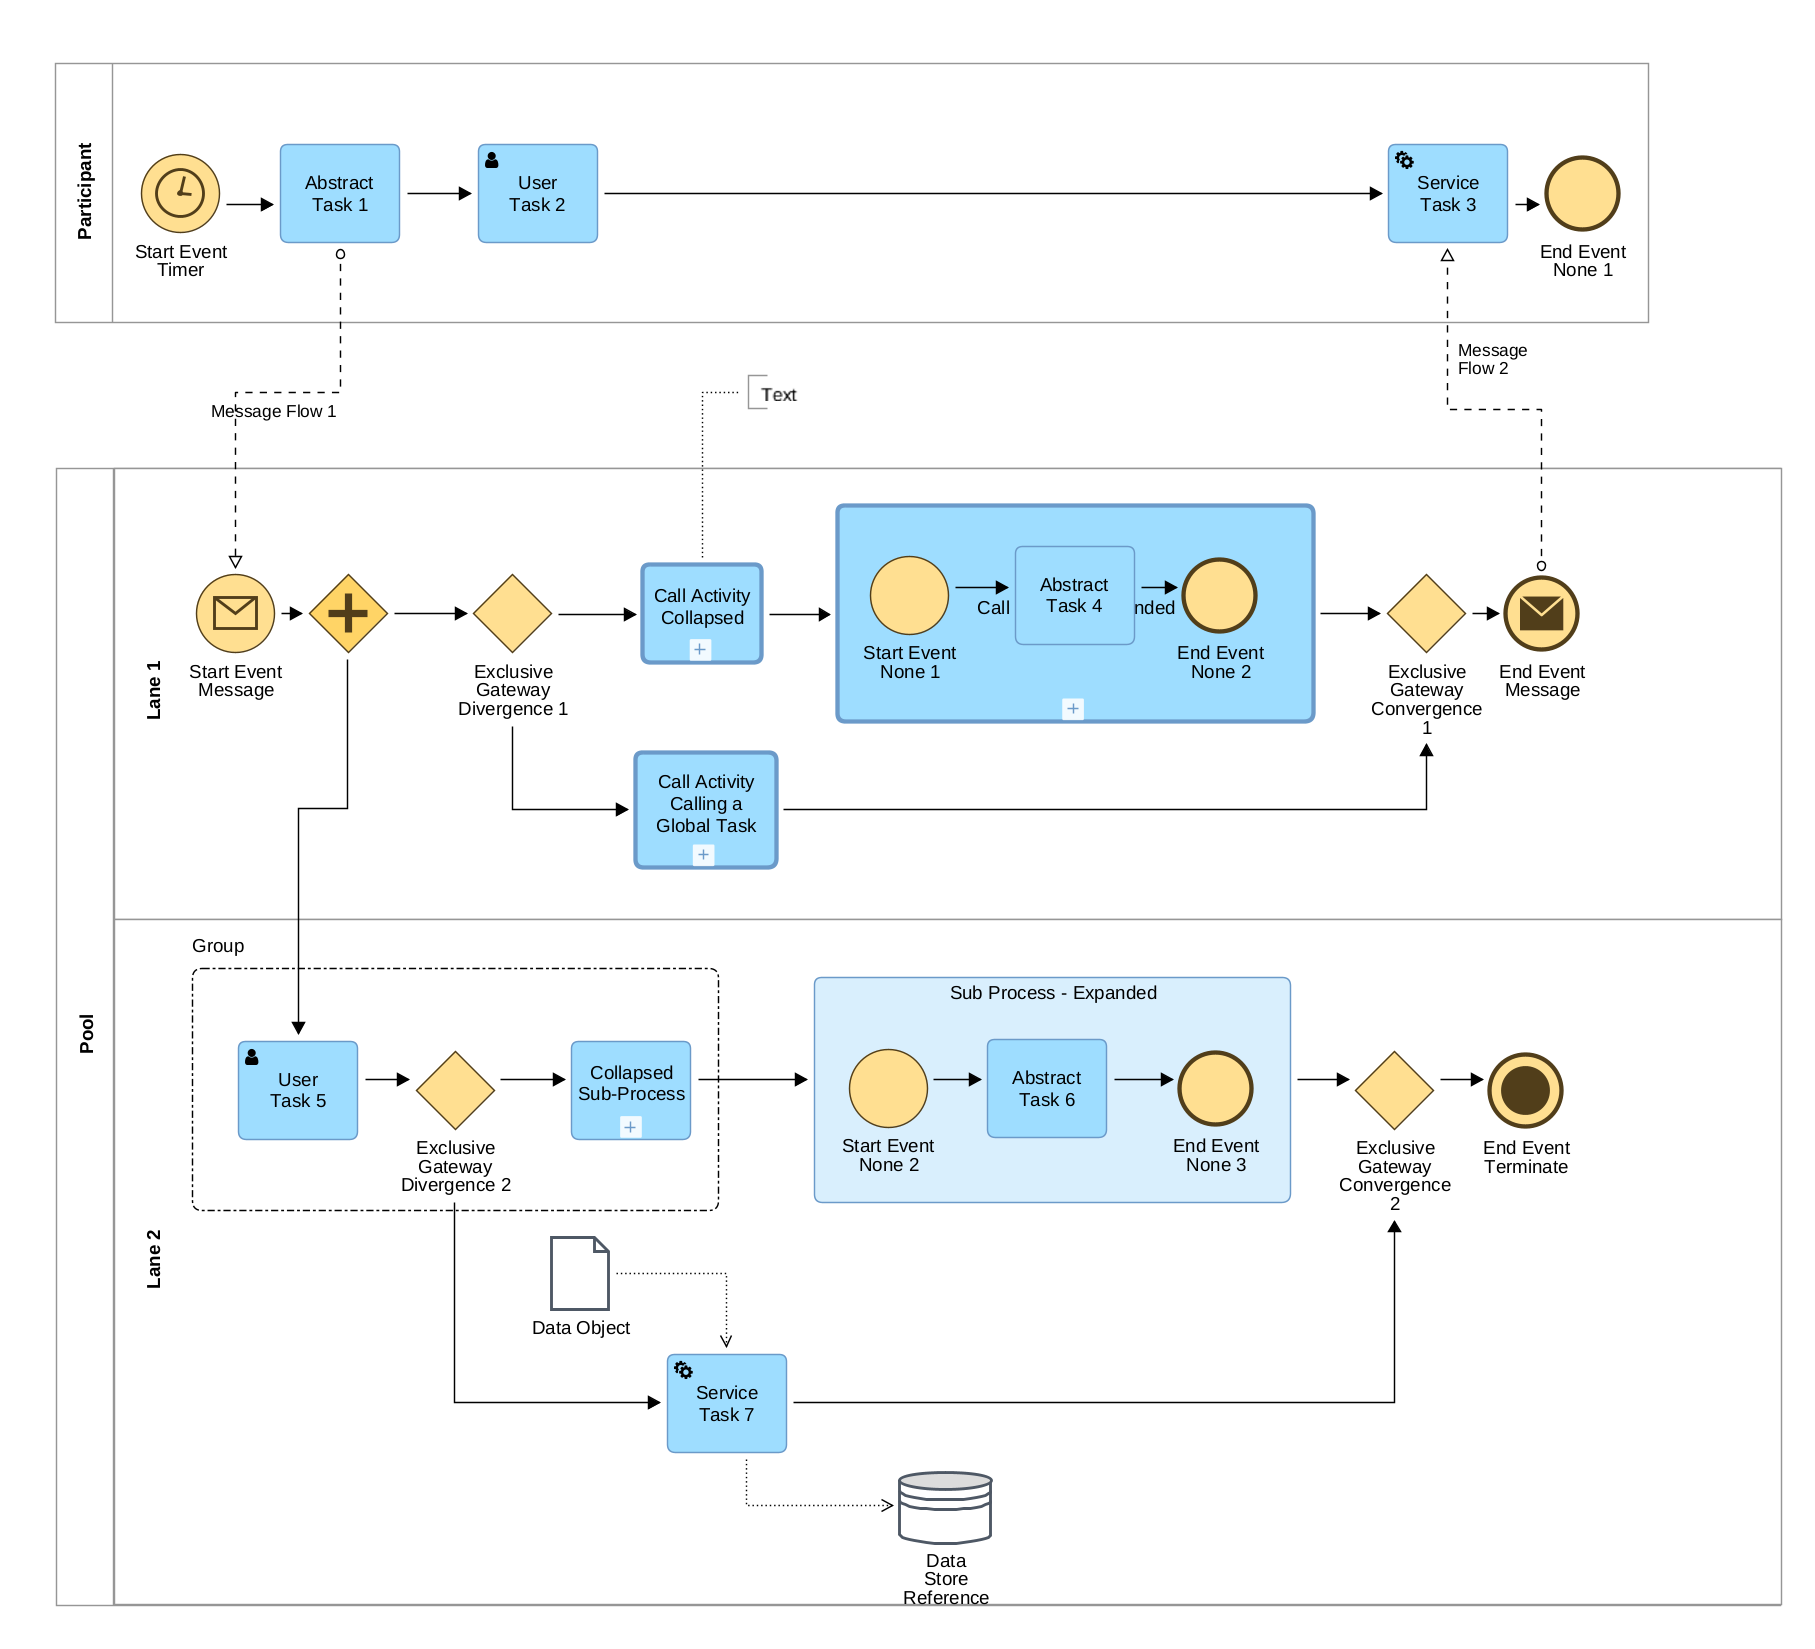 Participant
Start Event
Timer
Abstract
Task 1
User
Task 2
Service
Task 3
End Event
None 1
Message Flow 1
Text
Message
Flow 2
Pool
Lane 1
Start Event
Message
Exclusive
Gateway
Divergence 1
Call Activity
Collapsed
Call
nded
Start Event
None 1
Abstract
Task 4
End Event
None 2
Exclusive
Gateway
Convergence
1
End Event
Message
Call Activity
Calling a
Global Task
Lane 2
Group
User
Task 5
Exclusive
Gateway
Divergence 2
Collapsed
Sub-Process
Sub Process - Expanded
Start Event
None 2
Abstract
Task 6
End Event
None 3
Exclusive
Gateway
Convergence
2
End Event
Terminate
Data Object
Service
Task 7
Data
Store
Reference